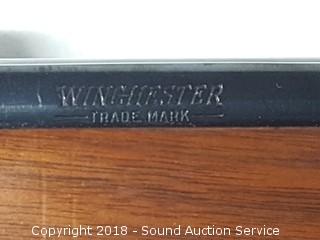 WINCHESTER
TRADE MARK
Copyright 2018 - Sound Auction Service